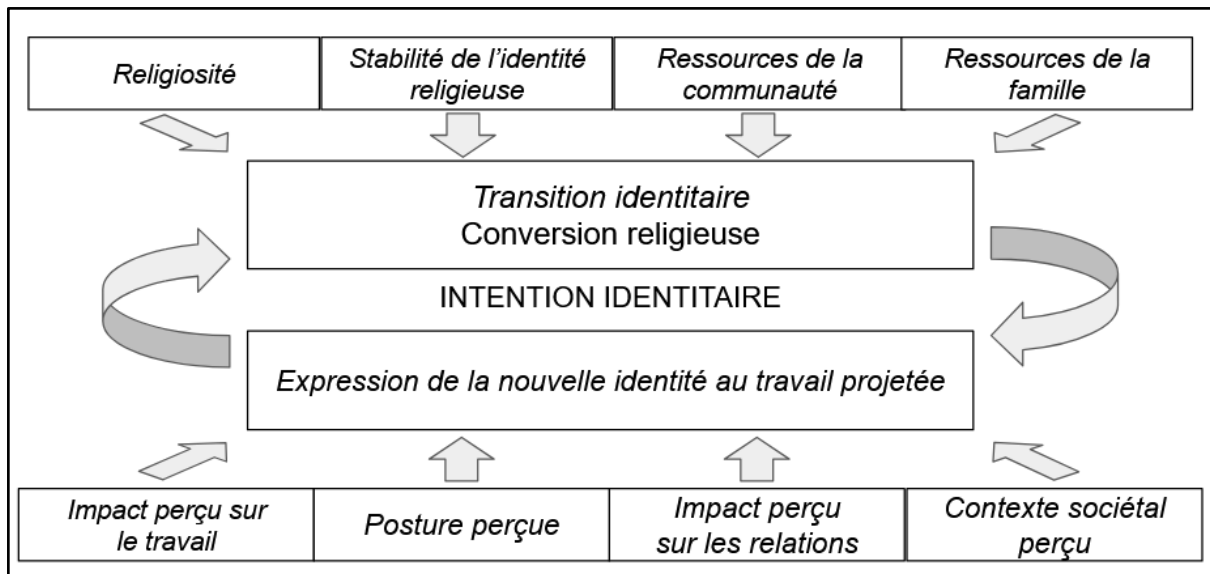 Religiosité
Stabilité de l’identité
religieuse
Ressources de la
communauté
Ressources de la
famille
Transition identitaire
Conversion religieuse
INTENTION IDENTITAIRE
Expression de la nouvelle identité au travail projetée
Impact perçu sur
le travail
Posture perçue
Impact perçu
sur les relations
Contexte sociétal
perçu